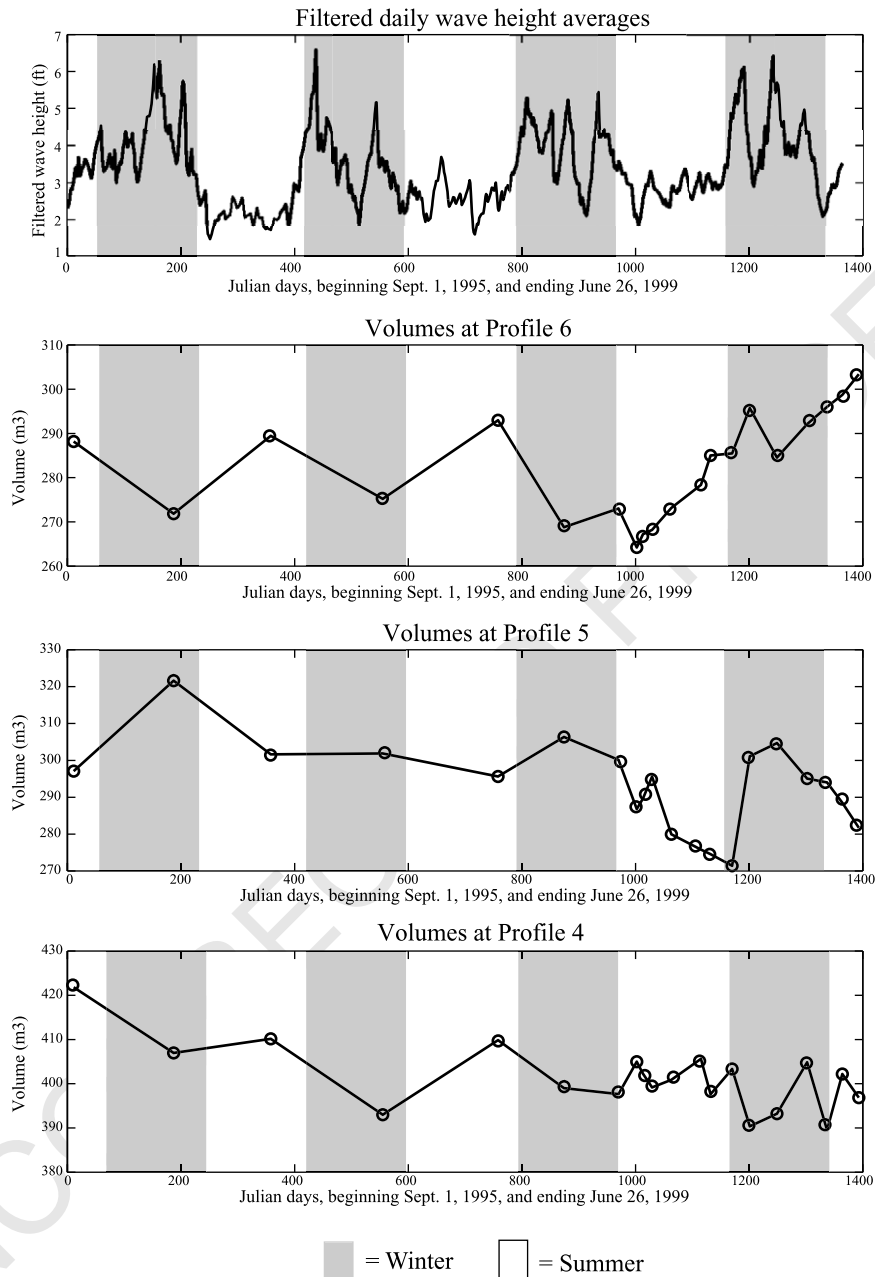 Filtered daily wave height averages
Filtered wave height (ft)
7
6
5
4
3
2
1
0 200 400 600 800 1000 1200 1400
Julian days, beginning Sept. 1, 1995, and ending June 26, 1999
Volumes at Profile 6
Volume (m3)
310
300
290
280
270
260
0 200 400 600 800 1000 1200 1400
Julian days, beginning Sept. 1, 1995, and ending June 26, 1999
Volumes at Profile 5
Volume (m3)
330
320
310
300
290
280
270
0 200 400 600 800 1000 1200 1400
Julian days, beginning Sept. 1, 1995, and ending June 26, 1999
Volumes at Profile 4
Volume (m3)
430
420
410
400
390
380
0 200 400 600 800 1000 1200 1400
Julian days, beginning Sept. 1, 1995, and ending June 26, 1999
= Winter = Summer